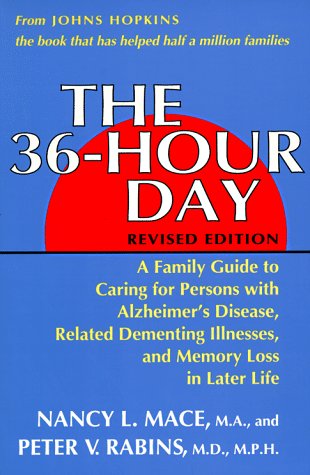 From JOHNS HOPKINS
the book that has helped half a million families
THE
36-HOUR
DAY
REVISED EDITION
A Family Guide to
Caring for Persons with
Alzheimer's Disease,
Related Dementing Illnesses,
and Memory Loss
in Later Life
NANCY L. MACE, M.A., and
PETER V. RABINS, M.D., M.P.H.